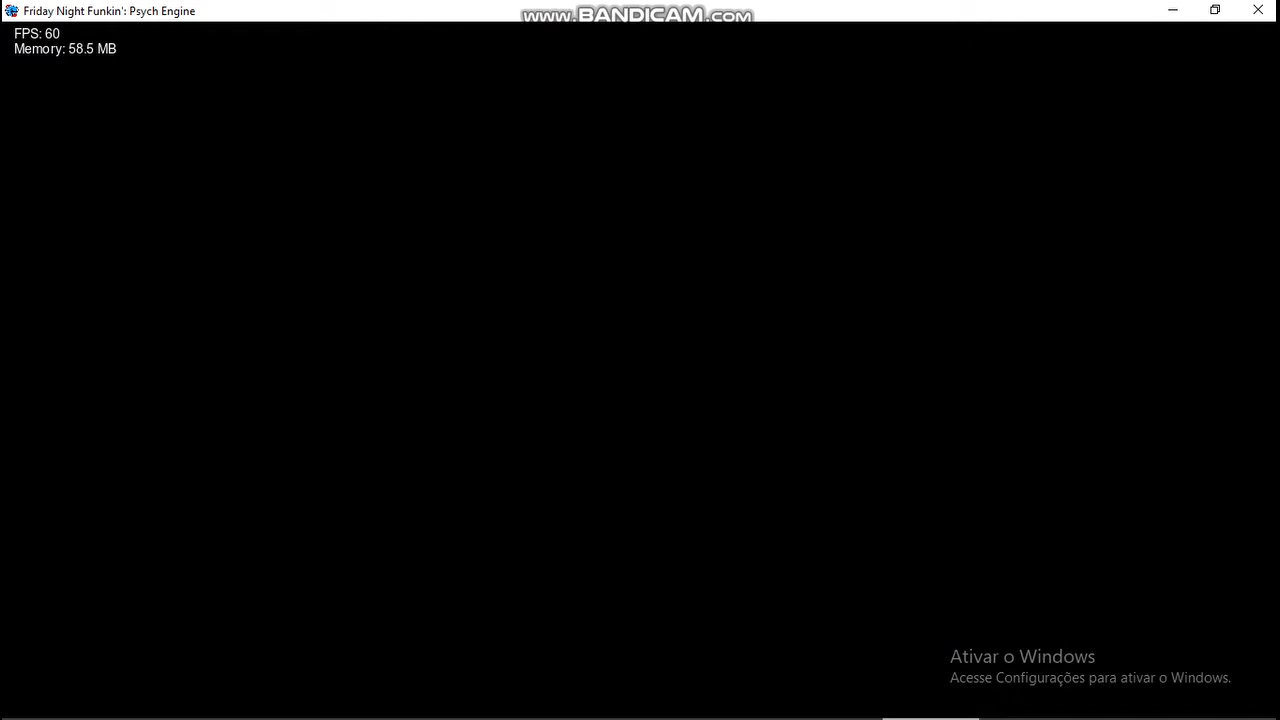 Friday Night Funkin': Psych Engine
www.BANDICAM.com
FPS: 60
Memory: 58.5 MB
Ativar o Windows
Acesse Configurações para ativar o Windows.